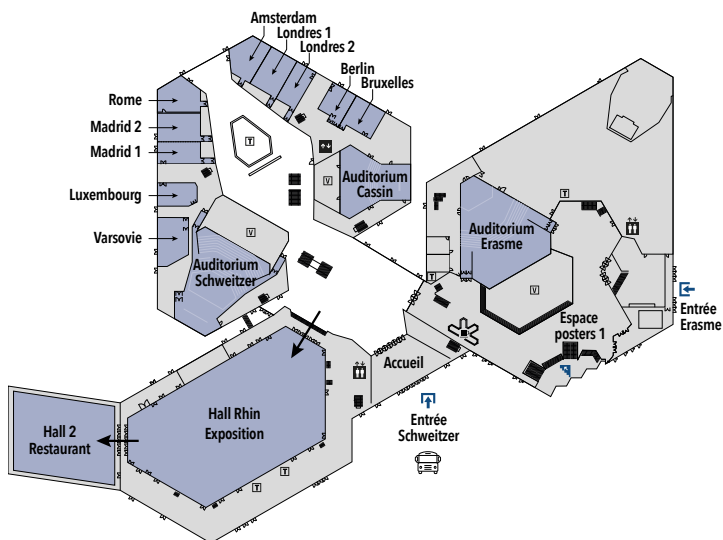 Amsterdam
Londres 1
Londres 2
Berlin
Bruxelles
Rome
Madrid 2
Madrid 1
Luxembourg
Varsovie
T
V
Auditorium
Cassin
T
Auditorium
Erasme
V
Auditorium
Schweitzer
T
V
Entrée
Erasme
Espace
posters 1
Accueil
Hall Rhin
Exposition
Hall 2
Restaurant
Entrée
Schweitzer
T
T